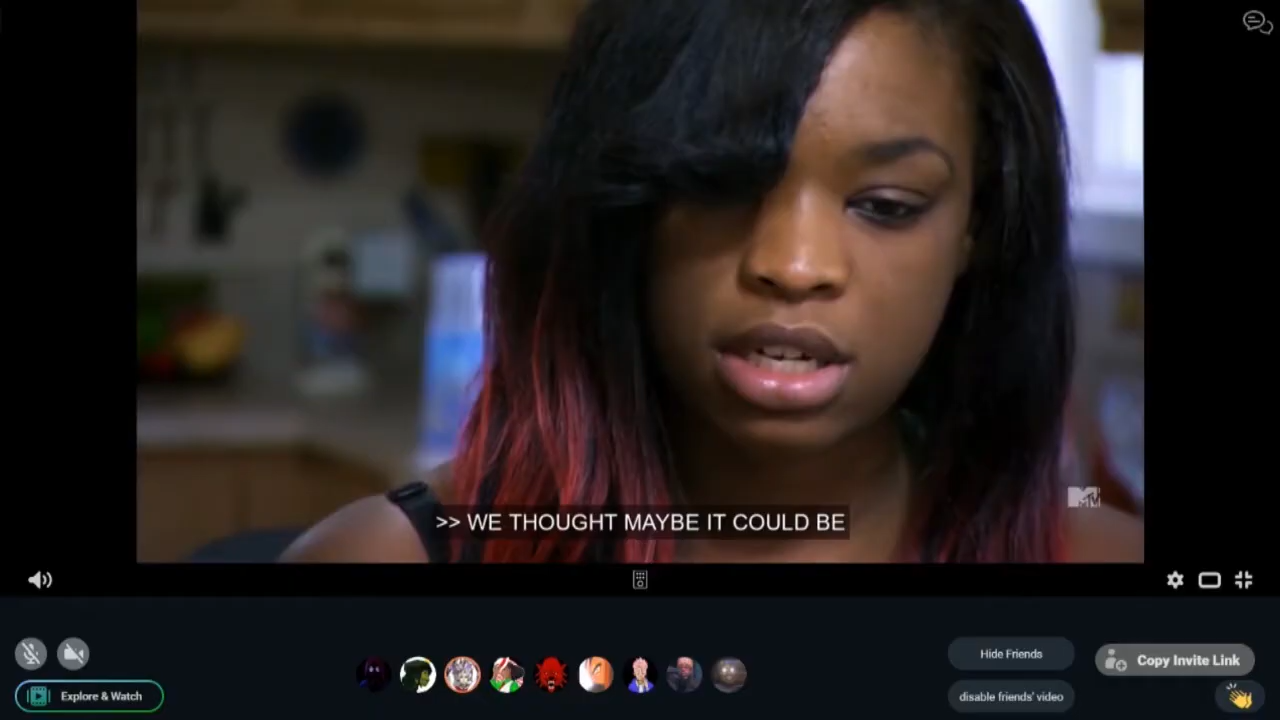 MTV
>> WE THOUGHT MAYBE IT COULD BE
Hide Friends
Copy Invite Link
Explore & Watch
disable friends' video